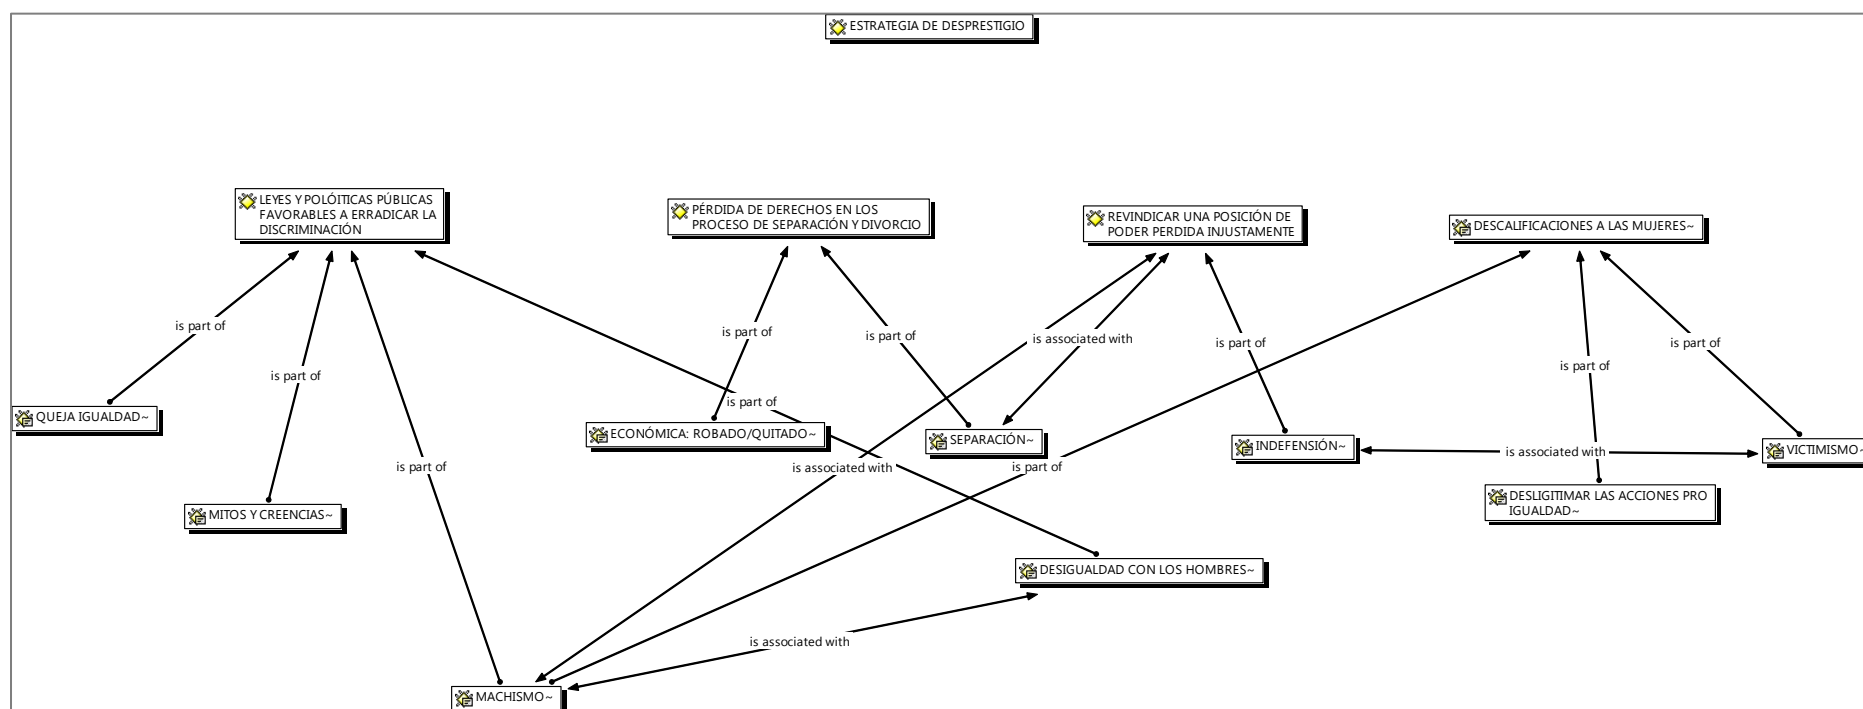 ESTRATEGIA DE DESPRESTIGIO
LEYES Y POLÓITICAS PÚBLICAS
FAVORABLES A ERRADICAR LA
DISCRIMINACIÓN
PÉRDIDA DE DERECHOS EN LOS
PROCESO DE SEPARACIÓN Y DIVORCIO
REVINDICAR UNA POSICIÓN DE
PODER PERDIDA INJUSTAMENTE
DESCALIFICACIONES A LAS MUJERES~
is part of
is part of
is part of
is associated with
is part of
is part of
is part of
is part of
is part of
QUEJA IGUALDAD~
ECONÓMICA: ROBADO/QUITADO~
SEPARACIÓN~
INDEFENSIÓN~
is associated with
VICTIMISMO~
is part of
is associated with
is part of
MITOS Y CREENCIAS~
DESLIGITIMAR LAS ACCIONES PRO
IGUALDAD~
DESIGUALDAD CON LOS HOMBRES~
is associated with
MACHISMO~